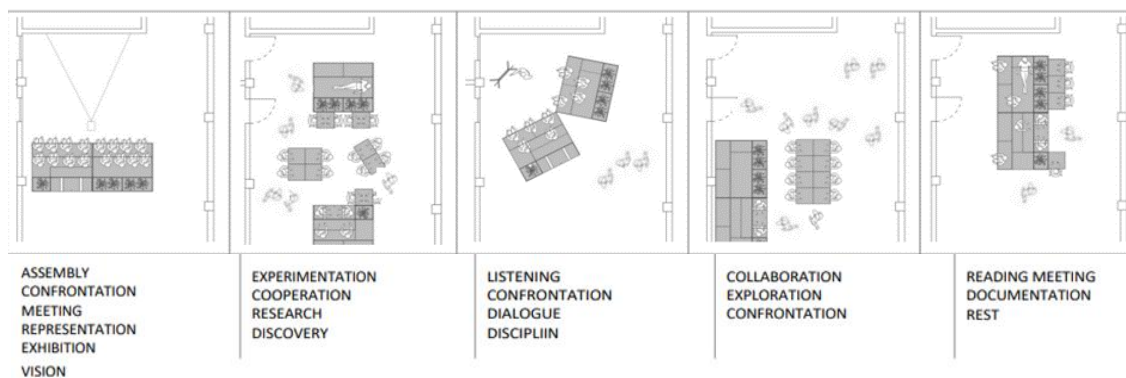 ASSEMBLY
CONFRONTATION
MEETING
REPRESENTATION
EXHIBITION
VISION
EXPERIMENTATION
COOPERATION
RESEARCH
DISCOVERY
LISTENING
CONFRONTATION
DIALOGUE
DISCIPLIIN
COLLABORATION
EXPLORATION
CONFRONTATION
READING MEETING
DOCUMENTATION
REST